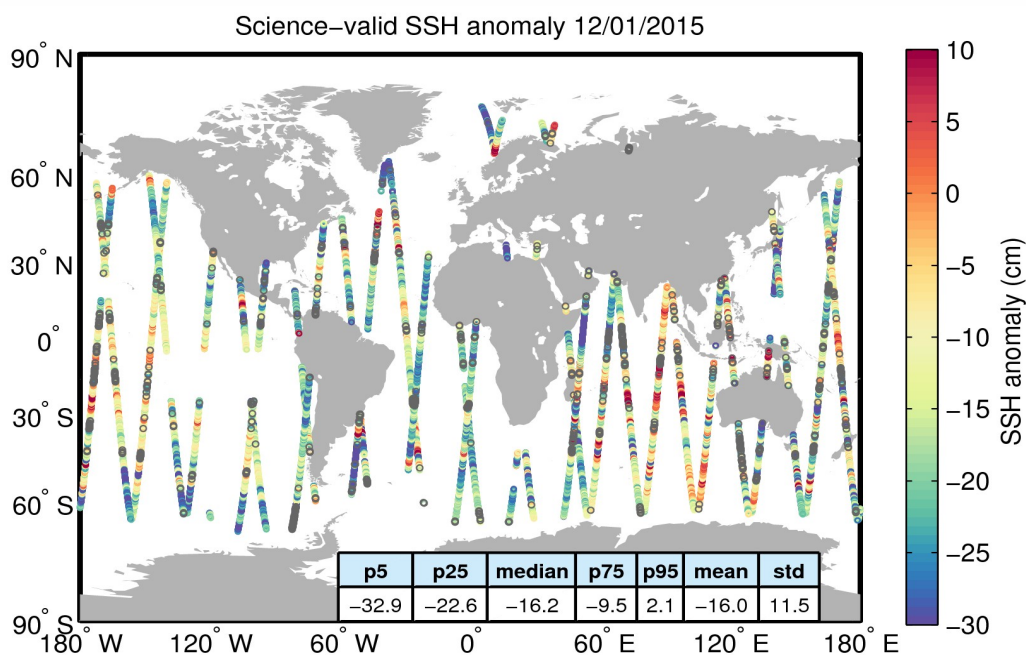 Science−valid SSH anomaly 12/01/2015
90° N
60° N
30° N
0°
30° S
60° S
90° S
180° W
120° W
60° W
0°
60° E
120° E
180° E
p5 p25 median p75 p95 mean std
−32.9 −22.6 −16.2 −9.5 2.1 −16.0 11.5
10
5
0
−5
−10
−15
−20
−25
−30
SSH anomaly (cm)